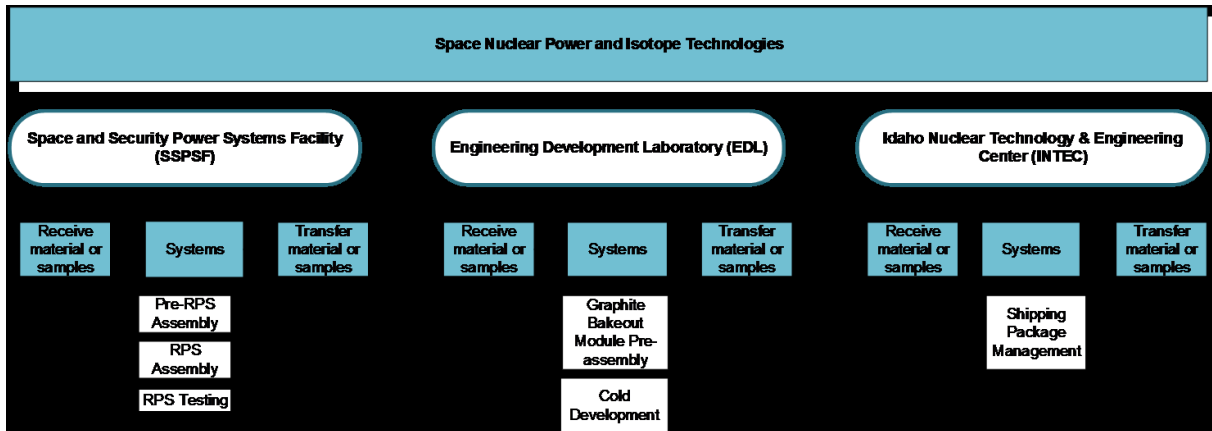 Space Nuclear Power and Isotope Technologies
Space and Security Power Systems Facility
(SSPSF)
Engineering Development Laboratory (EDL)
Idaho Nuclear Technology & Engineering
Center (INTEC)
Receive
material or
samples
Systems
Transfer
material or
samples
Receive
material or
samples
Systems
Transfer
material or
samples
Receive
material or
samples
Systems
Transfer
material or
samples
Pre-RPS
Assembly
RPS
Assembly
RPS Testing
Graphite
Bakeout
Module Pre-
assembly
Cold
Development
Shipping
Package
Management